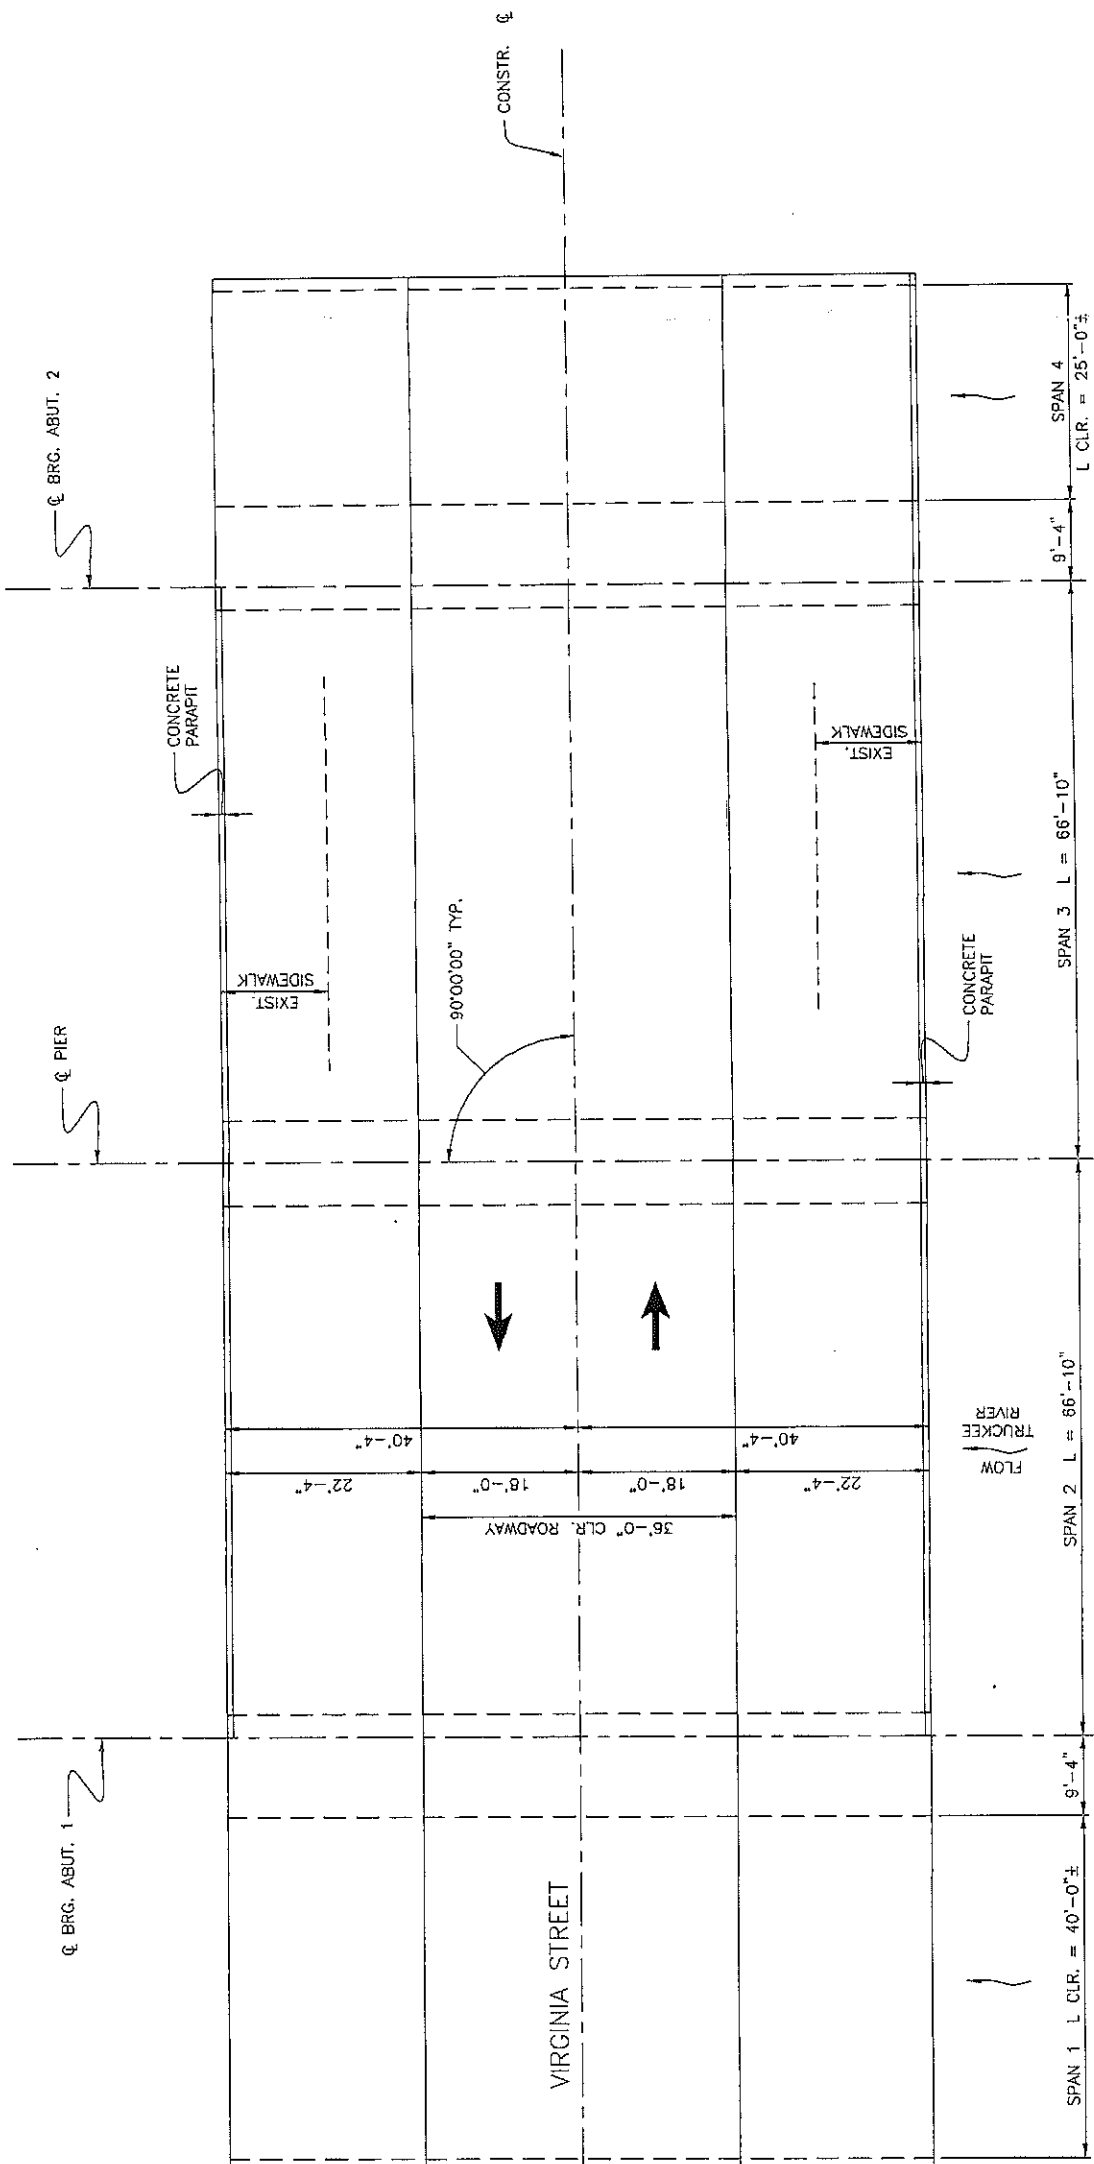 CONSTR. ℄
℄ BRG. ABUT. 2
CONCRETE
PARAPIT
℄ PIER
EXIST.
SIDEWALK
EXIST.
SIDEWALK
90°00'00" TYP.
CONCRETE
PARAPIT
SPAN 4
L CLR. = 25'-0"±
9'-4"
SPAN 3 L = 66'-10"
40'-4"
40'-4"
22'-4"
18'-0"
18'-0"
22'-4"
36'-0" CLR. ROADWAY
FLOW
TRUCKEE
RIVER
SPAN 2 L = 66'-10"
℄ BRG. ABUT. 1
9'-4"
VIRGINIA STREET
SPAN 1 L CLR. = 40'-0"±